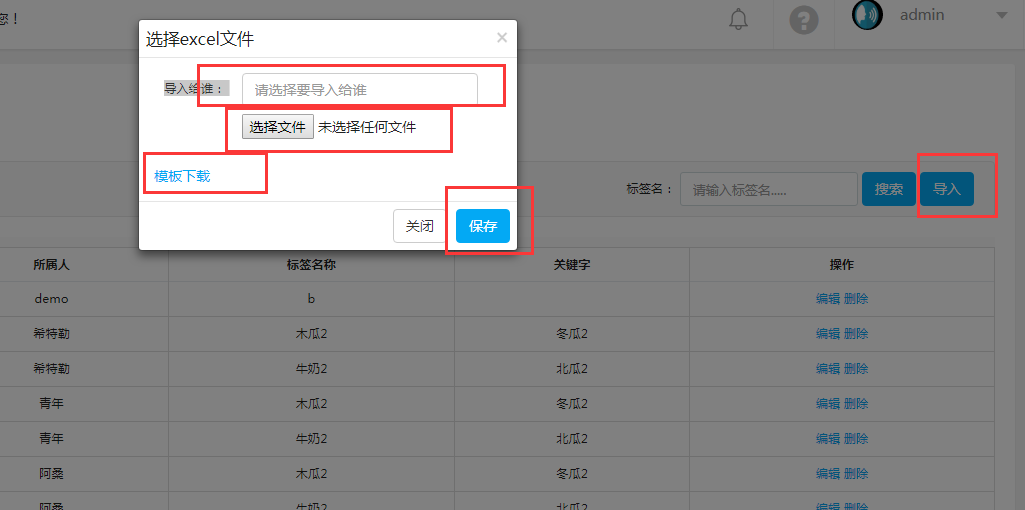 您！
admin
选择excel文件
×
导入给谁：
请选择要导入给谁
选择文件 未选择任何文件
模板下载
标签名：
请输入标签名.....
搜索
导入
关闭
保存
所属人 标签名称 关键字 操作
demo b 编辑 删除
希特勒 木瓜2 冬瓜2 编辑 删除
希特勒 牛奶2 北瓜2 编辑 删除
青年 木瓜2 冬瓜2 编辑 删除
青年 牛奶2 北瓜2 编辑 删除
阿桑 木瓜2 冬瓜2 编辑 删除
阿桑 牛奶2 北瓜2 编辑 删除